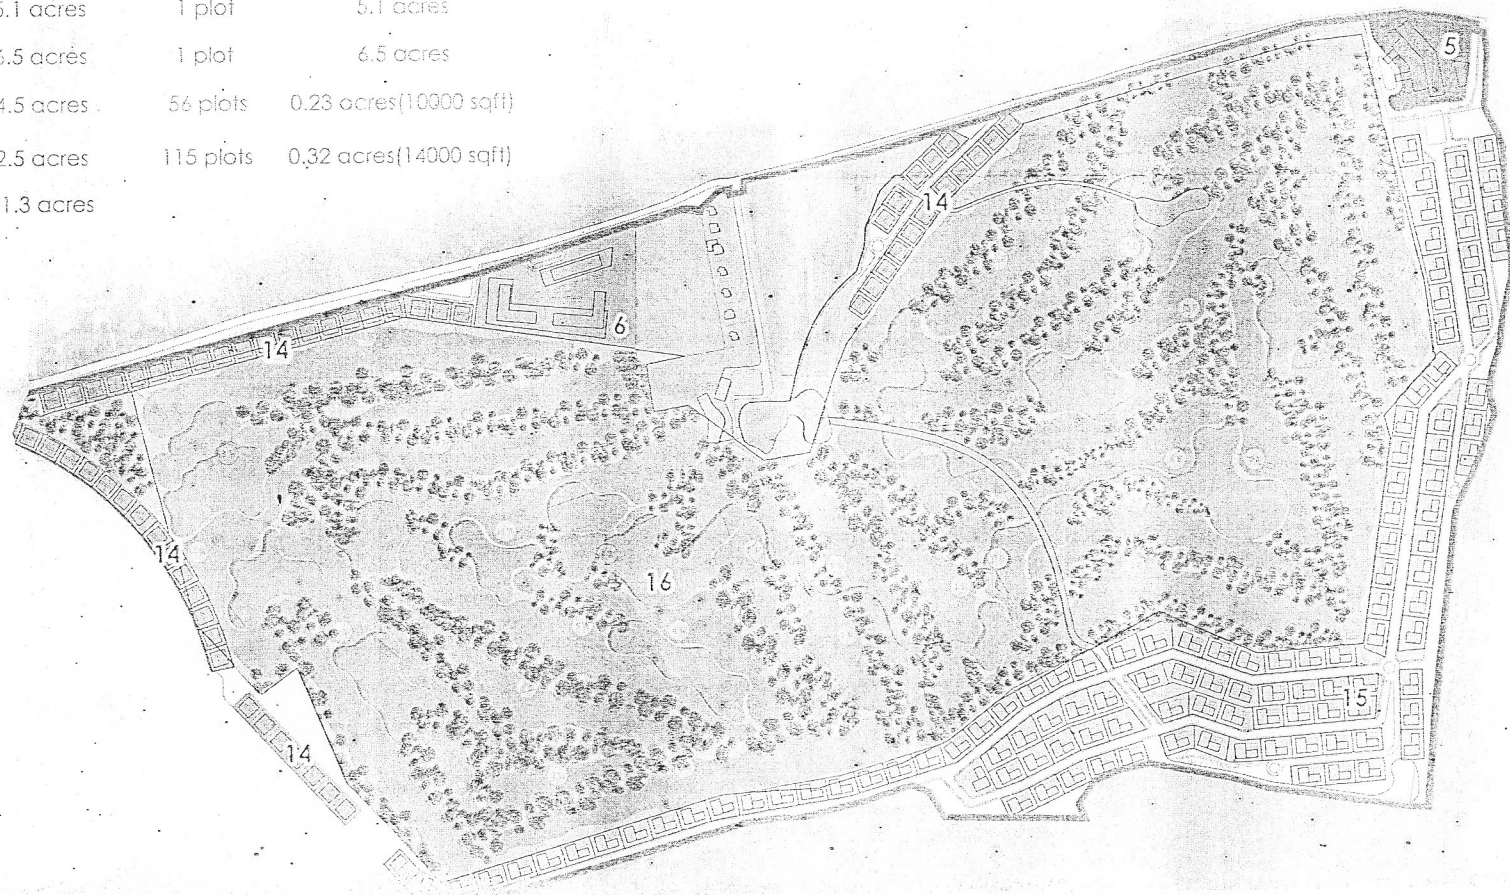 5.1 acres 1 plot 5.1 acres
6.5 acres 1 plot 6.5 acres
4.5 acres 56 plots 0.23 acres(10000 sqft)
2.5 acres 115 plots 0.32 acres(14000 sqft)
1.3 acres
5
14
6
14
14
16
15
14